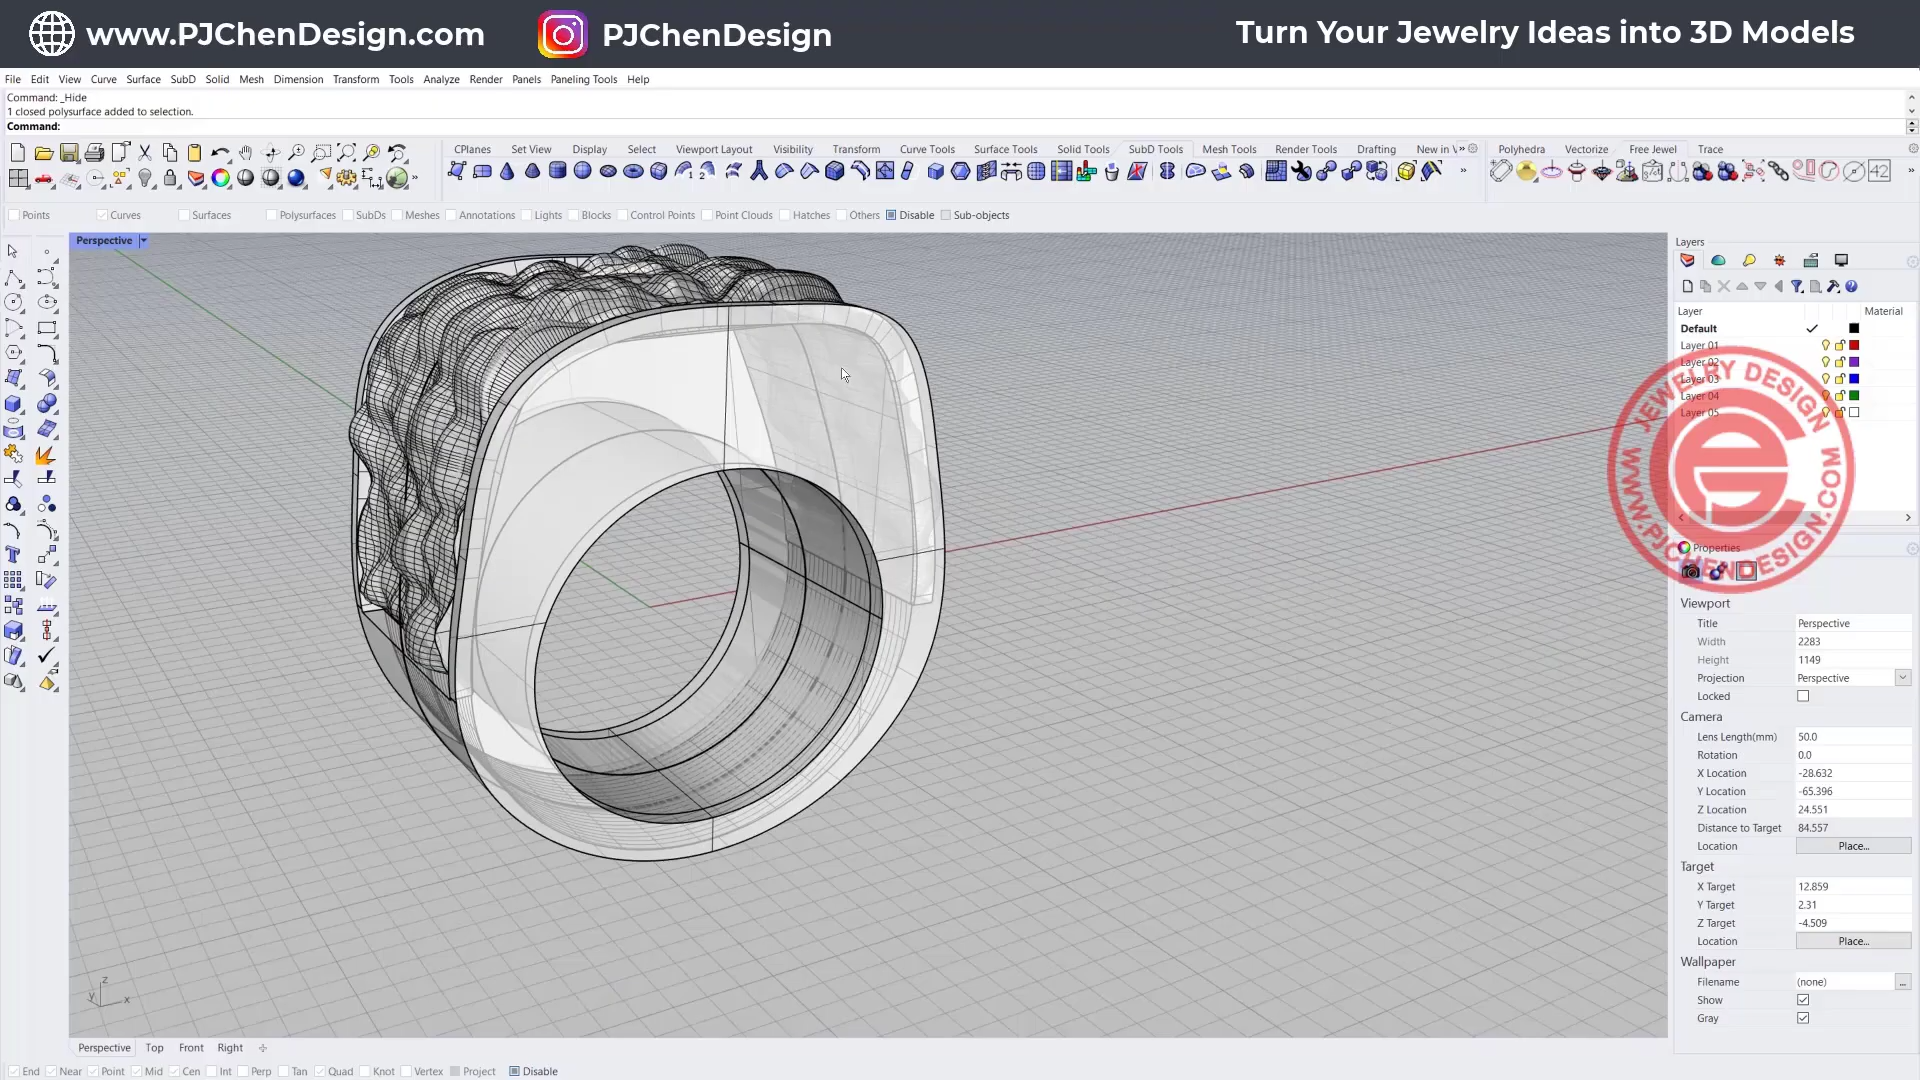 www.PJChenDesign.com PJChenDesign Turn Your Jewelry Ideas into 3D Models
File Edit View Curve Surface SubD Solid Mesh Dimension Transform Tools Analyze Render Panels Paneling Tools Help
Command: _Hide
1 closed polysurface added to selection.
Command:
CPlanes Set View Display Select Viewport Layout Visibility Transform Curve Tools Surface Tools Solid Tools SubD Tools Mesh Tools Render Tools Drafting New in V Polyhedra Vectorize Free Jewel Trace
42
Points Curves Surfaces Polysurfaces SubDs Meshes Annotations Lights Blocks Control Points Point Clouds Hatches Others Disable Sub-objects
Perspective
Layers
Layer Material
Default
Layer 01
Layer 02
Layer 03
Layer 04
Layer 05
JEWELRY DESIGN
WWW.PJCHENDESIGN.COM
Properties
Viewport
Title Perspective
Width 2283
Height 1149
Projection Perspective
Locked
Camera
Lens Length(mm) 50.0
Rotation 0.0
X Location -28.632
Y Location -65.396
Z Location 24.551
Distance to Target 84.557
Location Place...
Target
X Target 12.859
Y Target 2.31
Z Target -4.509
Location Place...
Wallpaper
Filename (none) ...
Show
Gray
z
y x
Perspective Top Front Right
End Near Point Mid Cen Int Perp Tan Quad Knot Vertex Project Disable